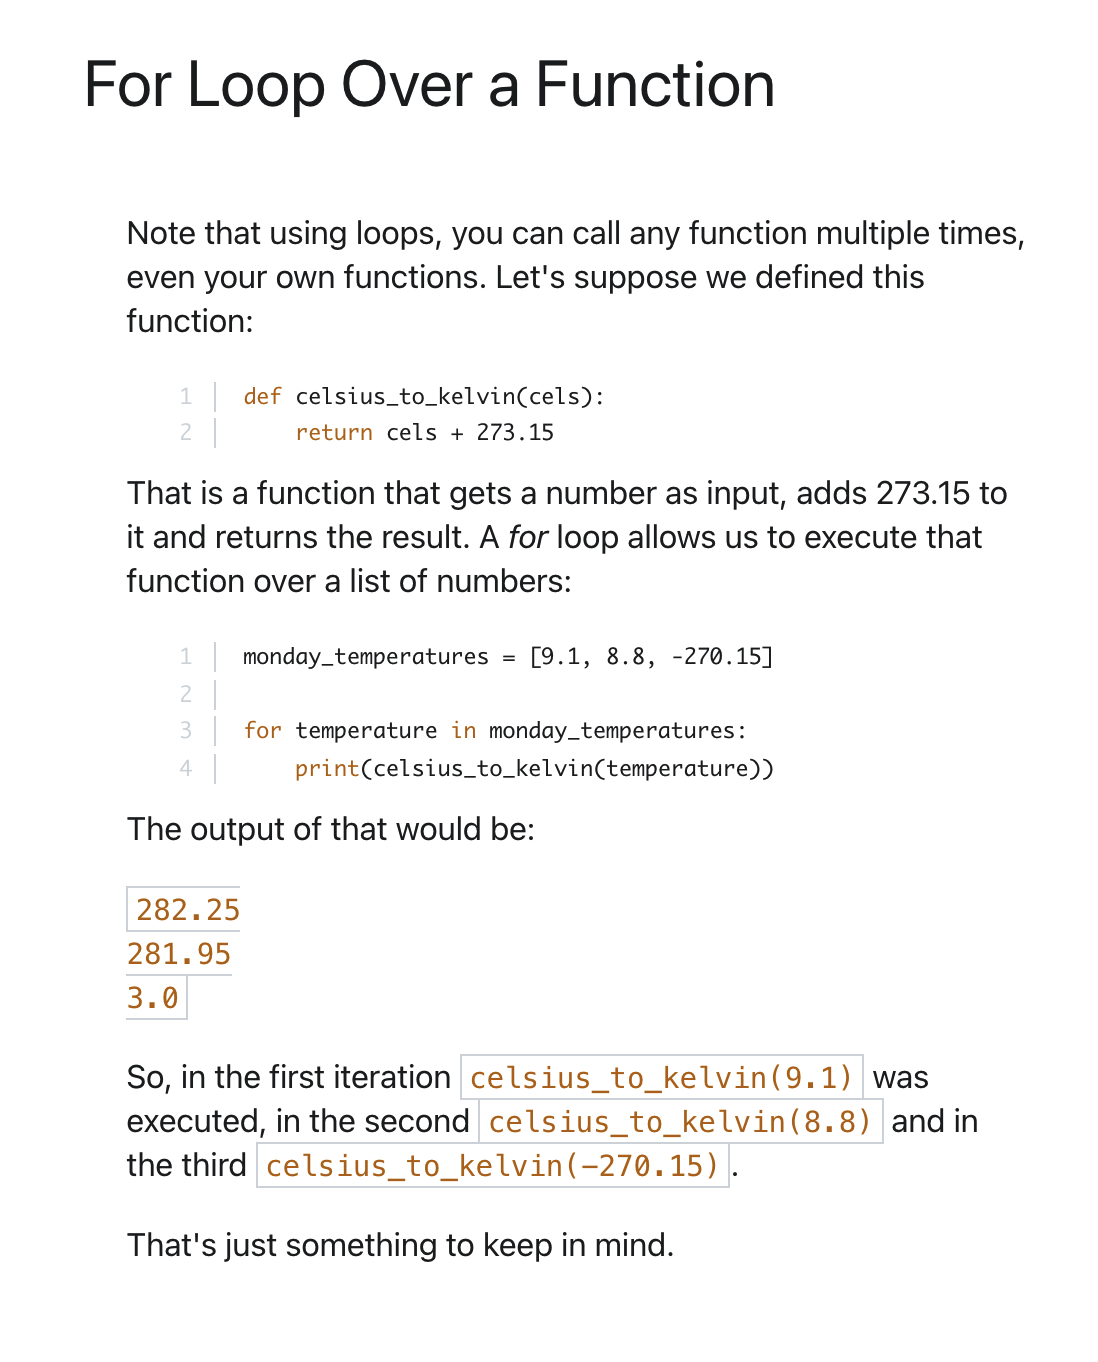 For Loop Over a Function
Note that using loops, you can call any function multiple times,
even your own functions. Let's suppose we defined this
function:
1 def celsius_to_kelvin(cels):
2     return cels + 273.15
That is a function that gets a number as input, adds 273.15 to
it and returns the result. A for loop allows us to execute that
function over a list of numbers:
1 monday_temperatures = [9.1, 8.8, -270.15]
2
3 for temperature in monday_temperatures:
4     print(celsius_to_kelvin(temperature))
The output of that would be:
282.25
281.95
3.0
So, in the first iteration celsius_to_kelvin(9.1) was
executed, in the second celsius_to_kelvin(8.8) and in
the third celsius_to_kelvin(-270.15).
That's just something to keep in mind.